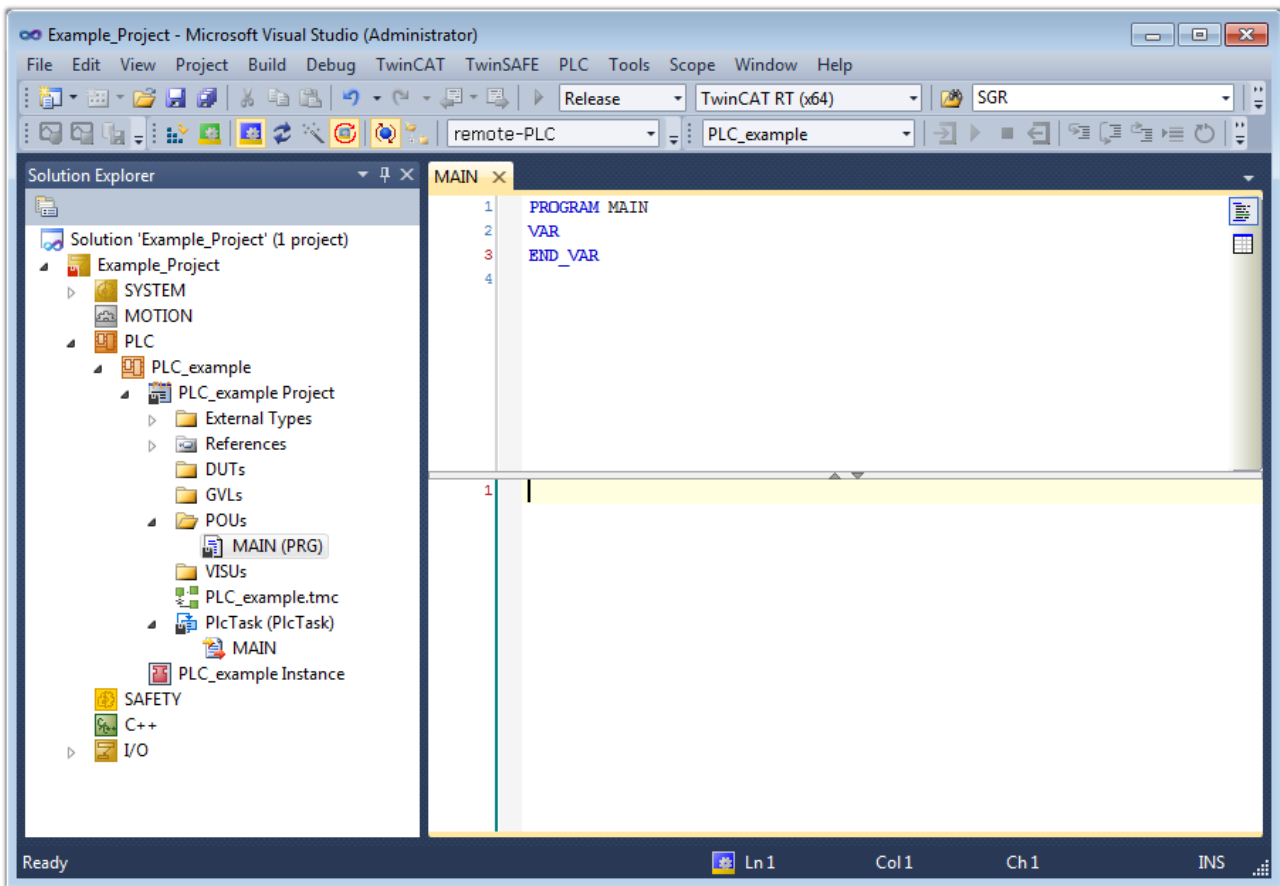 Example_Project - Microsoft Visual Studio (Administrator)
File Edit View Project Build Debug TwinCAT TwinSAFE PLC Tools Scope Window Help
Release TwinCAT RT (x64) SGR
remote-PLC PLC_example
Solution Explorer
MAIN
Solution 'Example_Project' (1 project)
Example_Project
SYSTEM
MOTION
PLC
PLC_example
PLC_example Project
External Types
References
DUTs
GVLs
POUs
MAIN (PRG)
VISUs
PLC_example.tmc
PlcTask (PlcTask)
MAIN
PLC_example Instance
SAFETY
C++
I/O
1 PROGRAM MAIN
2 VAR
3 END_VAR
4
1
Ready Ln 1 Col 1 Ch 1 INS